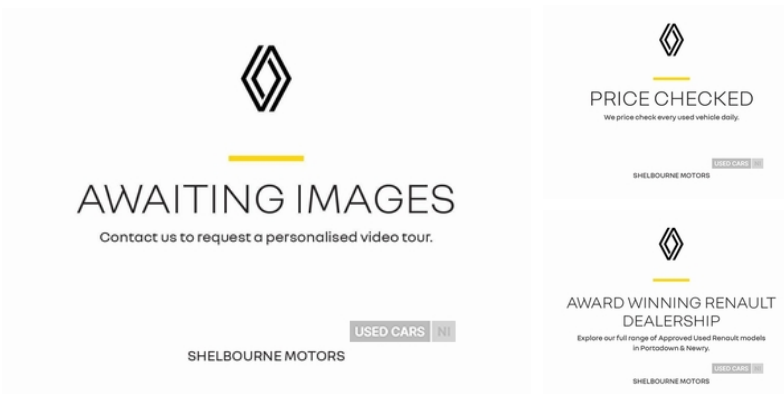 AWAITING IMAGES
Contact us to request a personalised video tour.
USED CARS NI
SHELBOURNE MOTORS
PRICE CHECKED
We price check every used vehicle daily.
USED CARS NI
SHELBOURNE MOTORS
AWARD WINNING RENAULT
DEALERSHIP
Explore our full range of Approved Used Renault models
in Portadown & Newry.
USED CARS NI
SHELBOURNE MOTORS